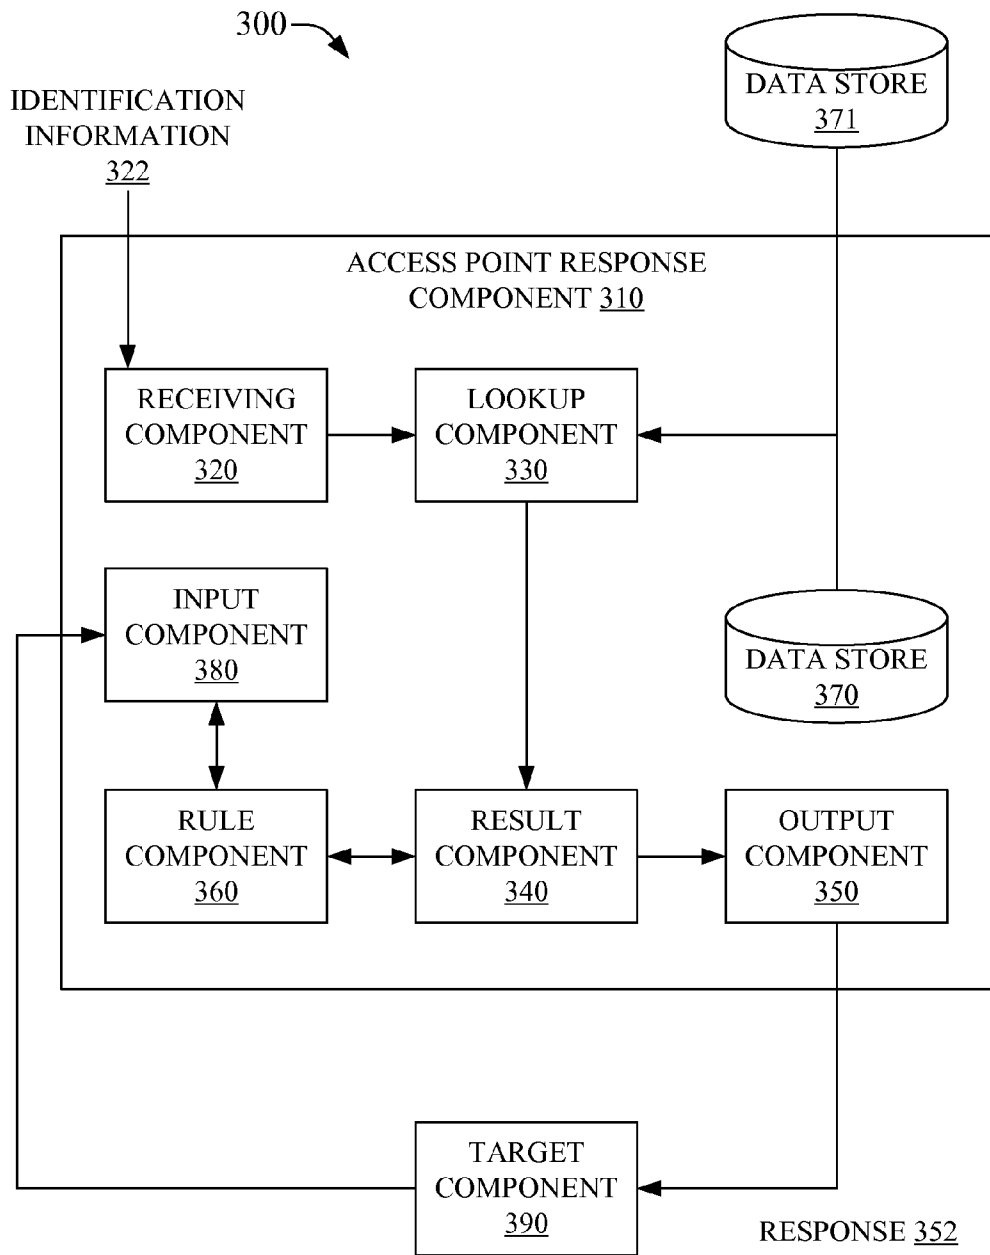 300
DATA STORE
371
IDENTIFICATION
INFORMATION
322
ACCESS POINT RESPONSE
COMPONENT 310
RECEIVING
COMPONENT
320
LOOKUP
COMPONENT
330
INPUT
COMPONENT
380
DATA STORE
370
RULE
COMPONENT
360
RESULT
COMPONENT
340
OUTPUT
COMPONENT
350
TARGET
COMPONENT
390
RESPONSE 352